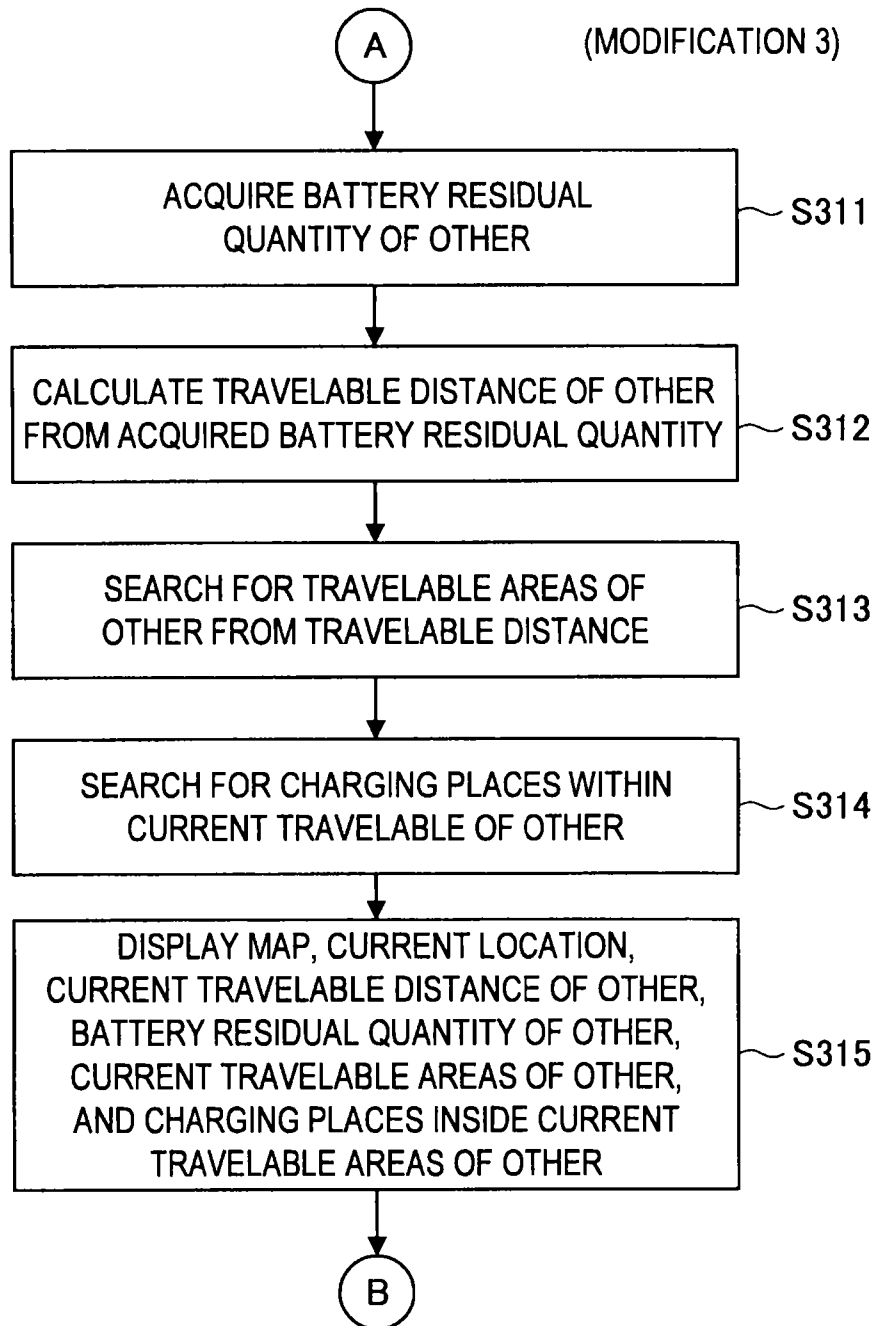 A
(MODIFICATION 3)
ACQUIRE BATTERY RESIDUAL
QUANTITY OF OTHER
S311
CALCULATE TRAVELABLE DISTANCE OF OTHER
FROM ACQUIRED BATTERY RESIDUAL QUANTITY
S312
SEARCH FOR TRAVELABLE AREAS OF
OTHER FROM TRAVELABLE DISTANCE
S313
SEARCH FOR CHARGING PLACES WITHIN
CURRENT TRAVELABLE OF OTHER
S314
DISPLAY MAP, CURRENT LOCATION,
CURRENT TRAVELABLE DISTANCE OF OTHER,
BATTERY RESIDUAL QUANTITY OF OTHER,
CURRENT TRAVELABLE AREAS OF OTHER,
AND CHARGING PLACES INSIDE CURRENT
TRAVELABLE AREAS OF OTHER
S315
B